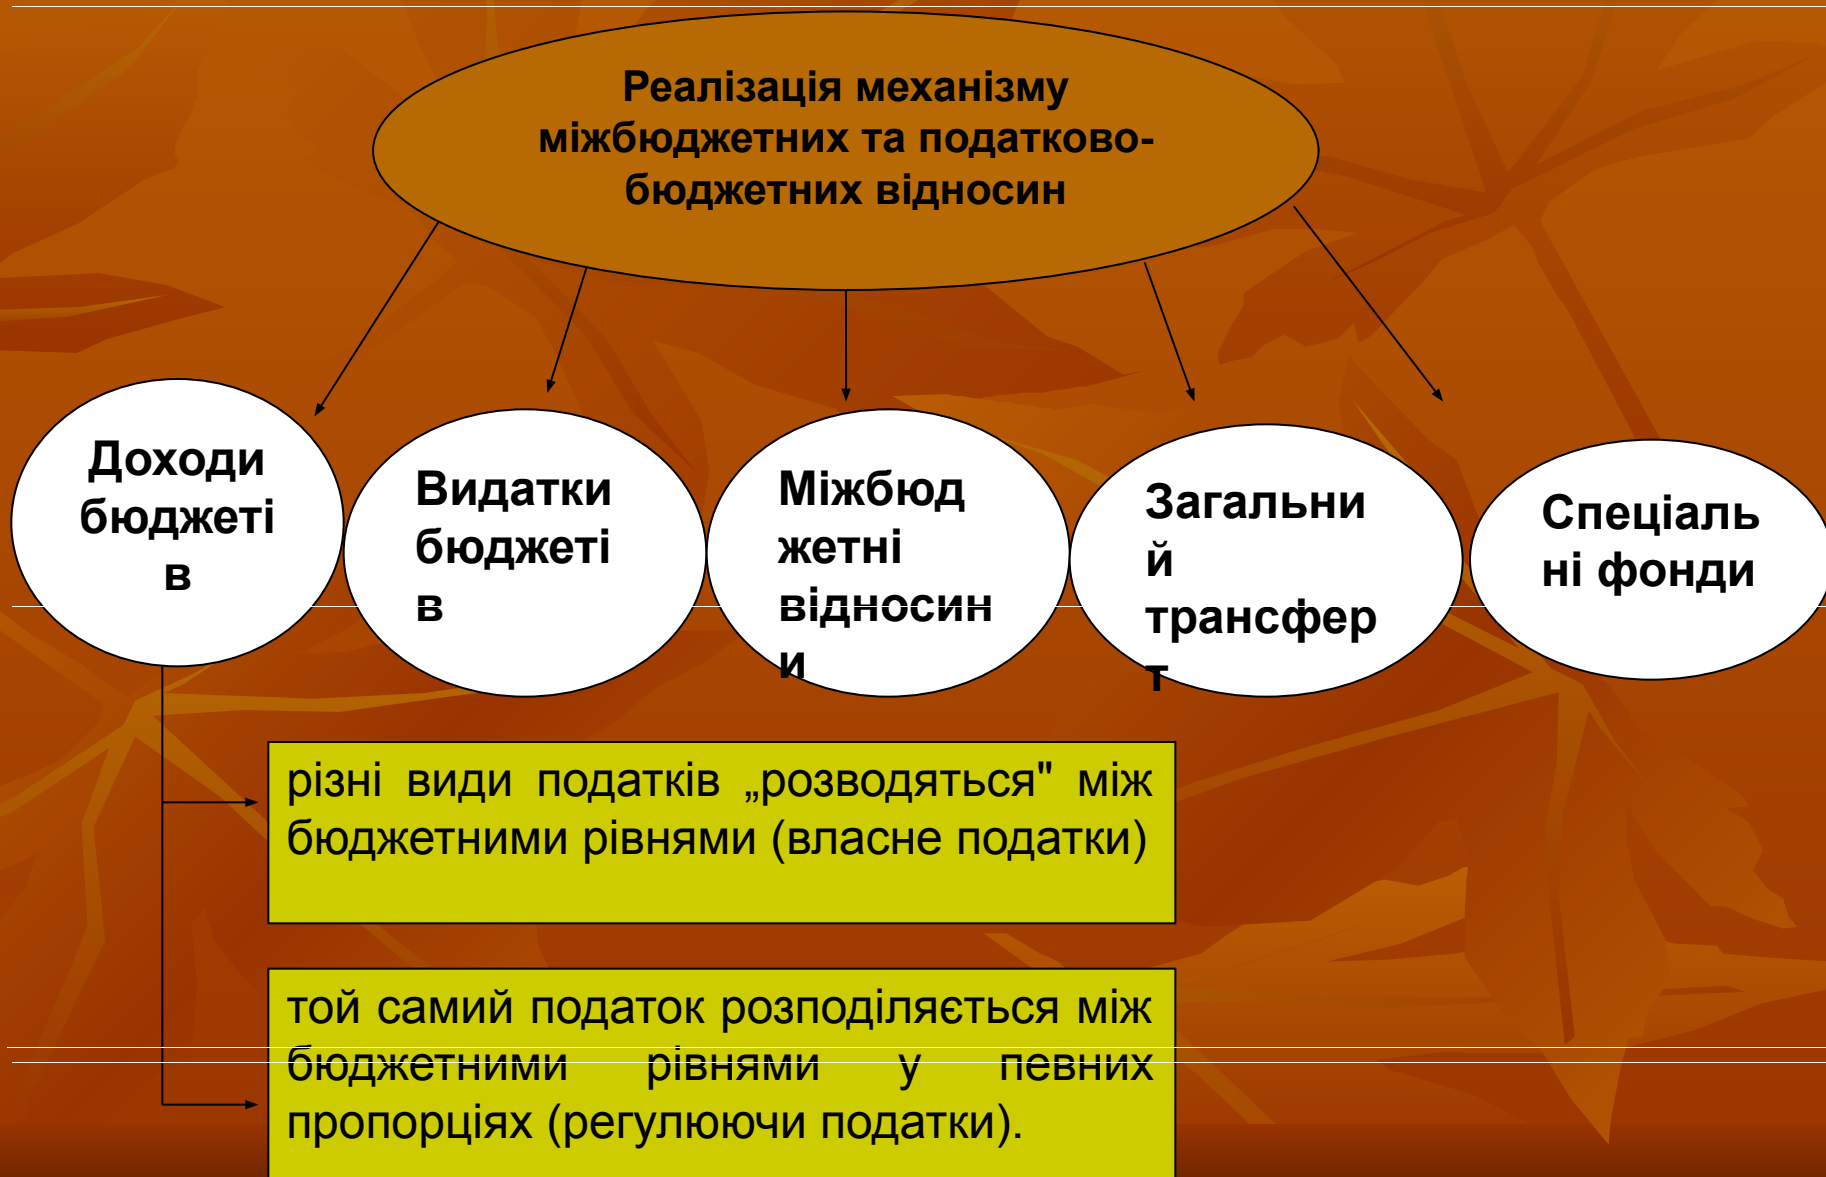 Реалізація механізму
міжбюджетних та податково-
бюджетних відносин
Доходи
бюджеті
в
Видатки
бюджеті
в
Міжбюд
жетні
відносин
и
Загальни
й
трансфер
т
Спеціаль
ні фонди
різні види податків „розводяться" між
бюджетними рівнями (власне податки)
той самий податок розподіляється між
бюджетними рівнями у певних
пропорціях (регулюючи податки).